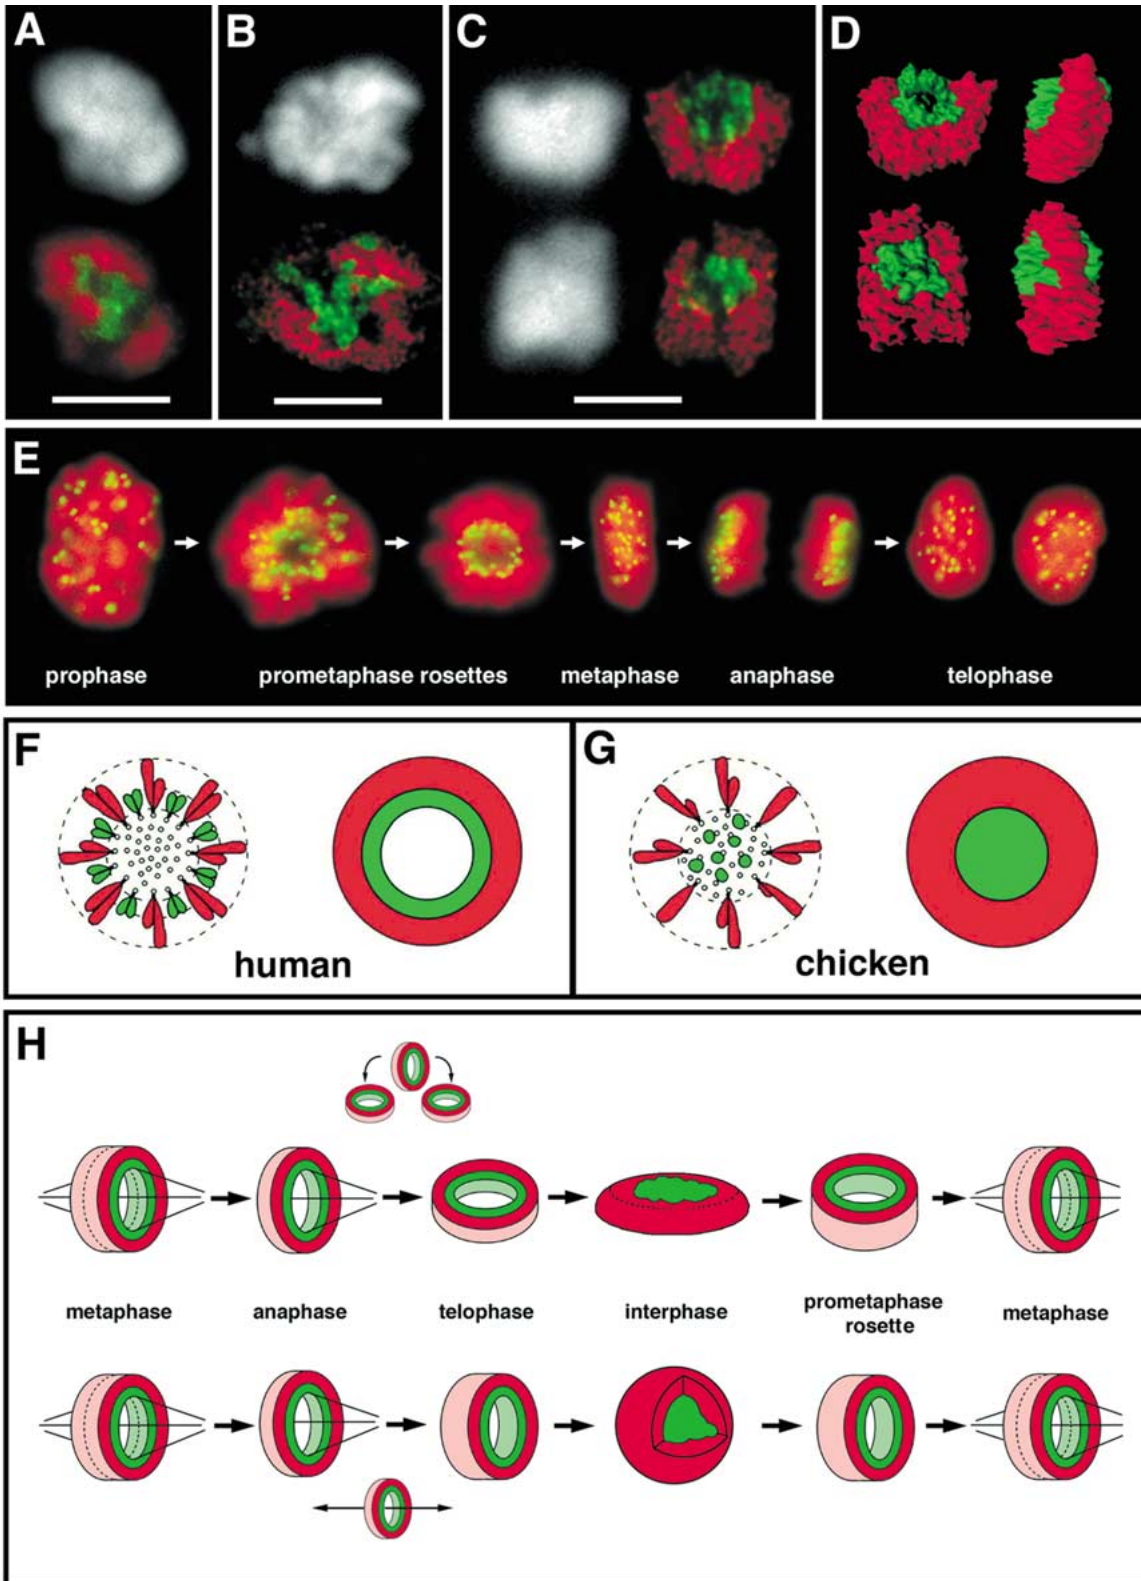 A
B
C
D
E
prophase
prometaphase rosettes
metaphase
anaphase
telophase
F
human
G
chicken
H
metaphase
anaphase
telophase
interphase
prometaphase
rosette
metaphase